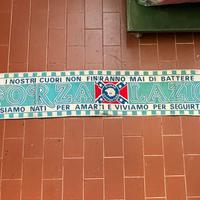 I NOSTRI CUORI NON FINIRANNO MAI DI BATTERE
FORZA LAZIO
SIAMO NATI PER AMARTI E VIVIAMO PER SEGUIRTI